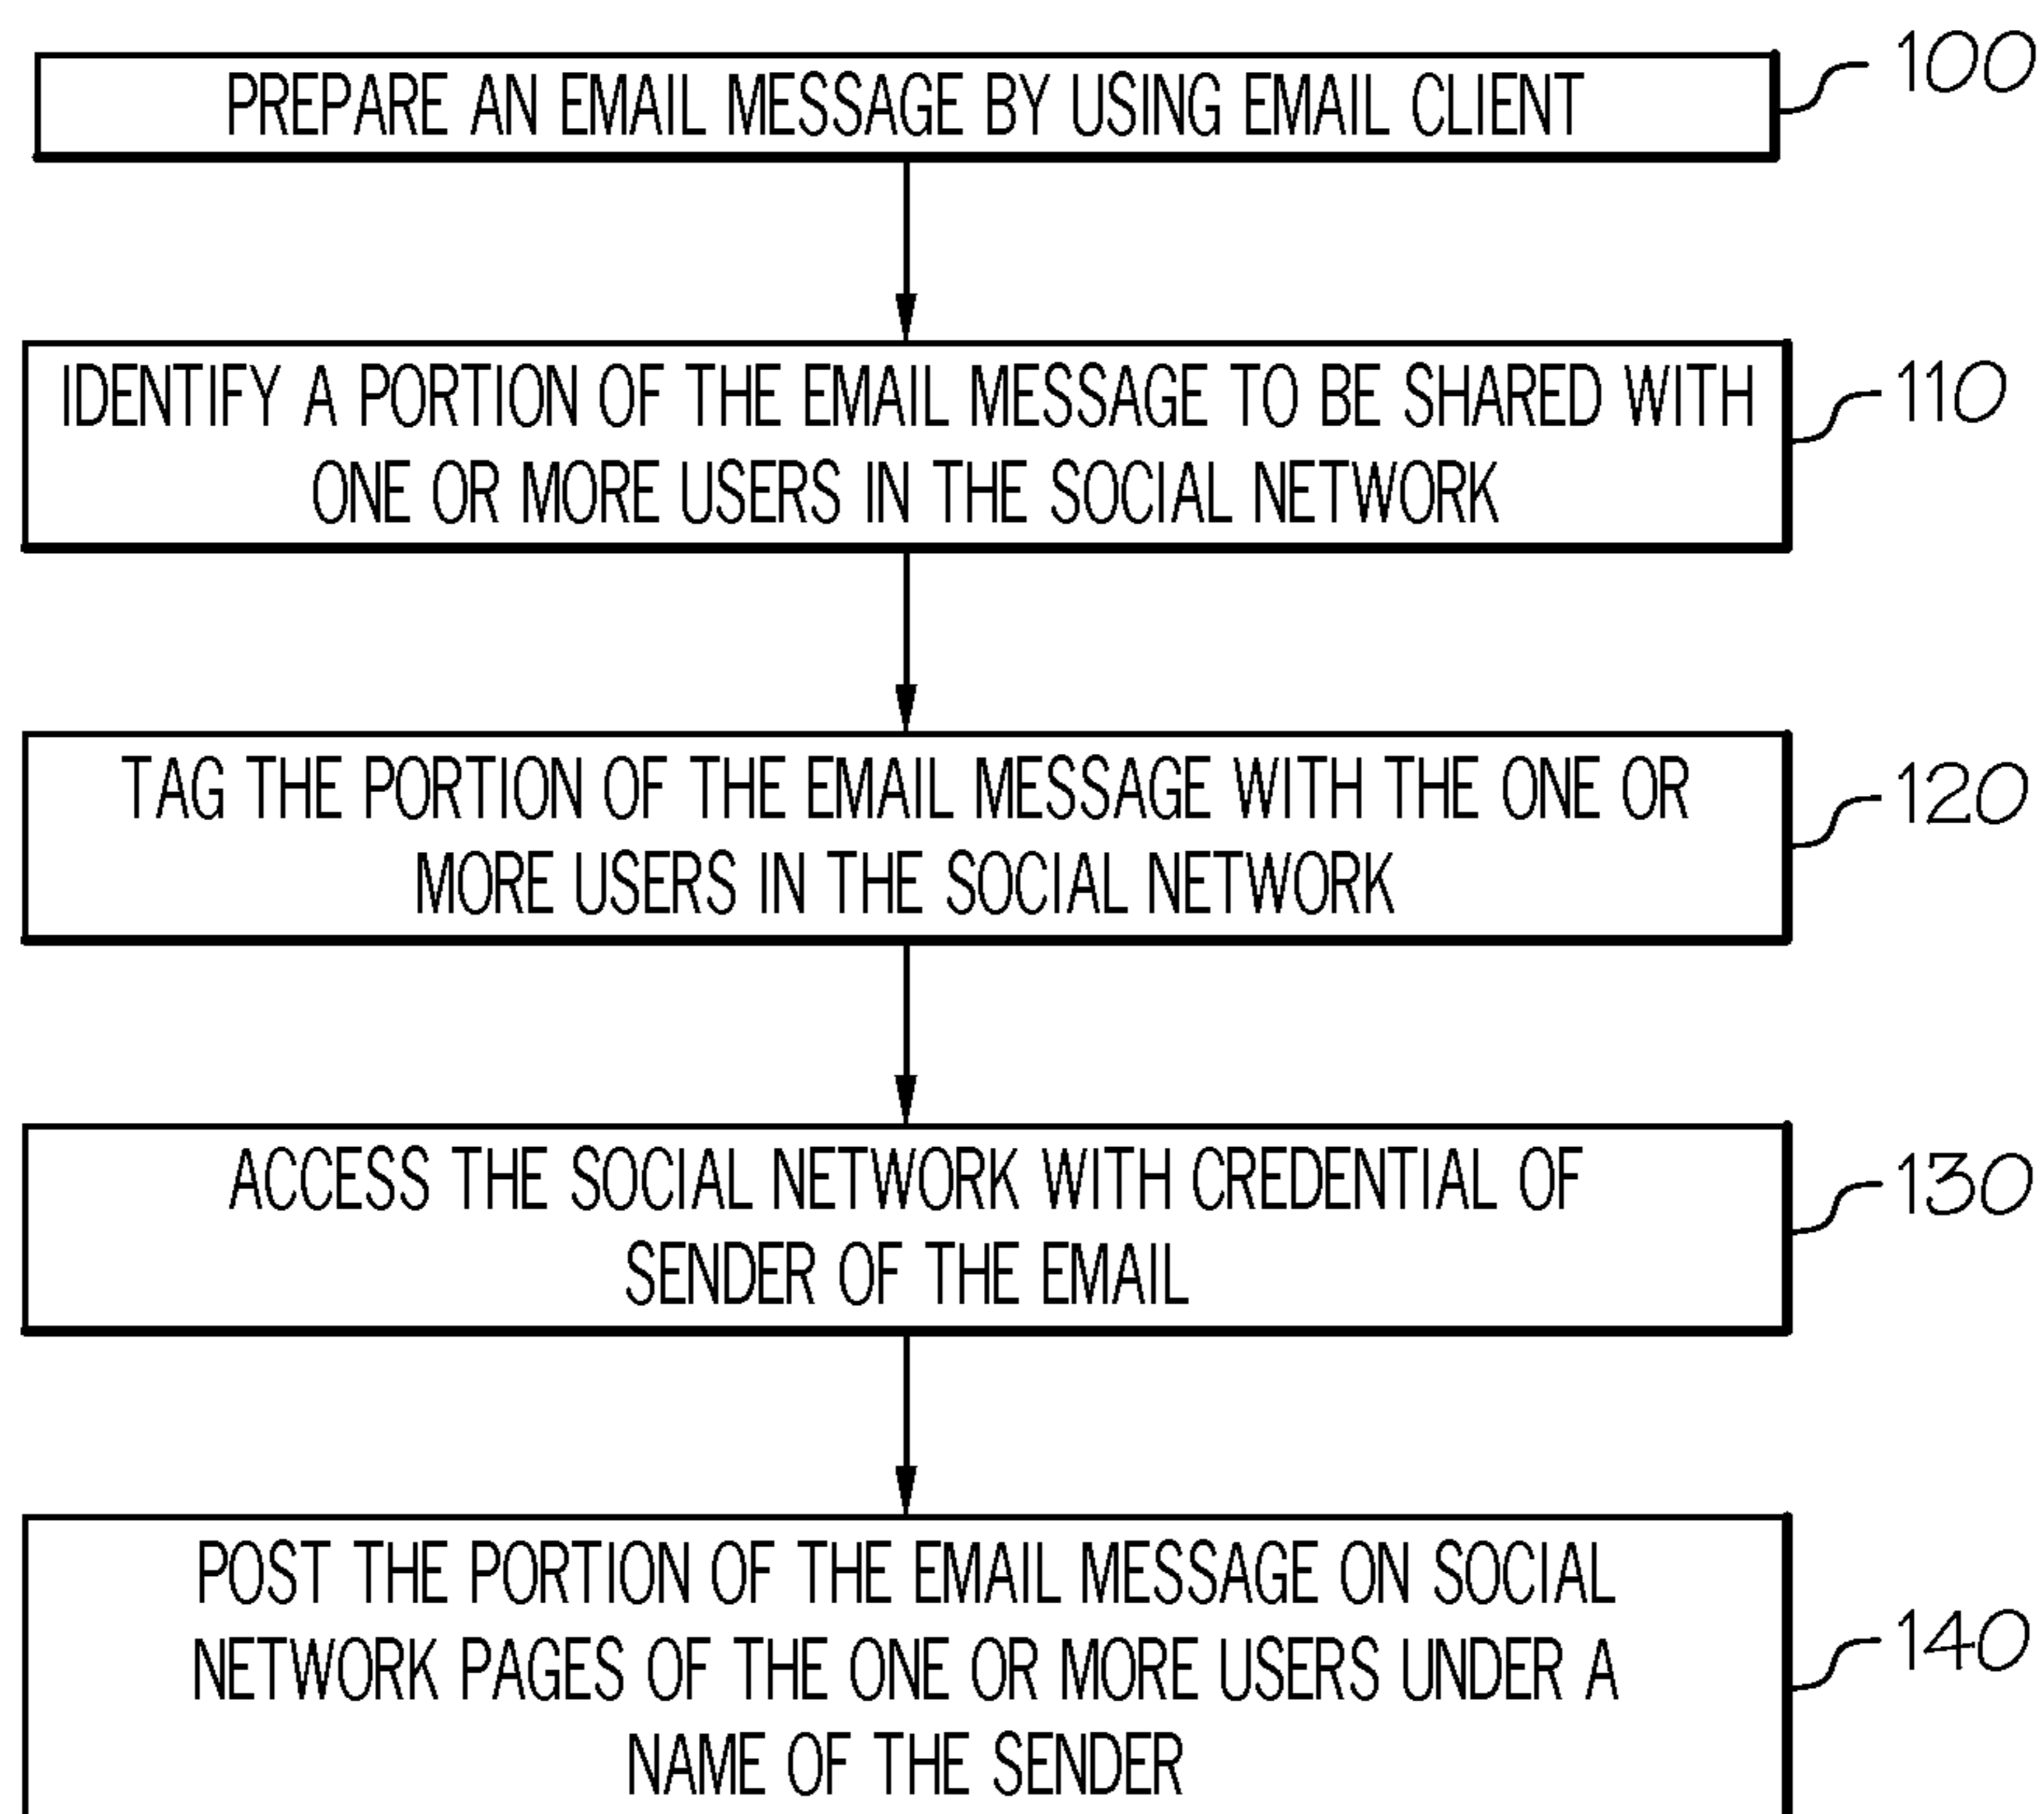 PREPARE AN EMAIL MESSAGE BY USING EMAIL CLIENT
100
IDENTIFY A PORTION OF THE EMAIL MESSAGE TO BE SHARED WITH
ONE OR MORE USERS IN THE SOCIAL NETWORK
110
TAG THE PORTION OF THE EMAIL MESSAGE WITH THE ONE OR
MORE USERS IN THE SOCIAL NETWORK
120
ACCESS THE SOCIAL NETWORK WITH CREDENTIAL OF
SENDER OF THE EMAIL
130
POST THE PORTION OF THE EMAIL MESSAGE ON SOCIAL
NETWORK PAGES OF THE ONE OR MORE USERS UNDER A
NAME OF THE SENDER
140